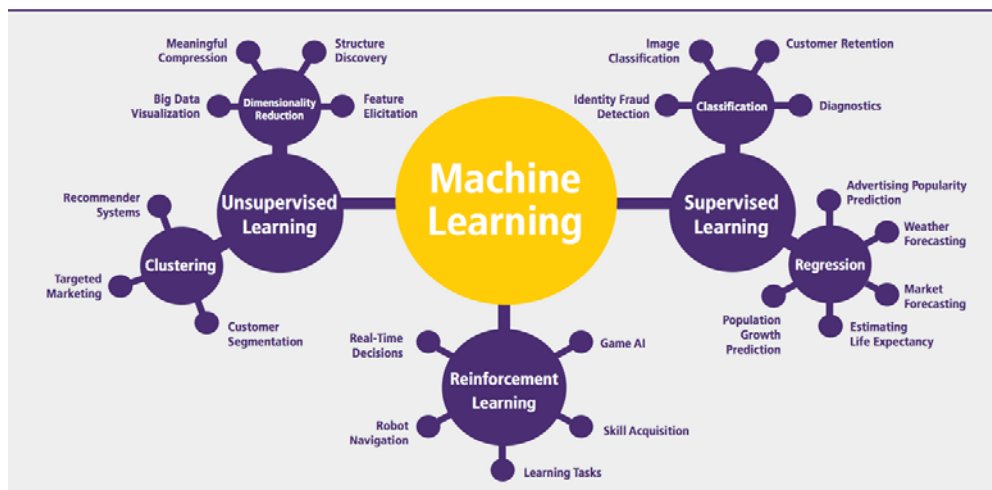 Machine
Learning
Unsupervised
Learning
Dimensionality
Reduction
Meaningful
Compression
Structure
Discovery
Big Data
Visualization
Feature
Elicitation
Clustering
Recommender
Systems
Targeted
Marketing
Customer
Segmentation
Supervised
Learning
Classification
Image
Classification
Customer Retention
Identity Fraud
Detection
Diagnostics
Regression
Advertising Popularity
Prediction
Weather
Forecasting
Market
Forecasting
Estimating
Life Expectancy
Population
Growth
Prediction
Reinforcement
Learning
Real-Time
Decisions
Game AI
Robot
Navigation
Skill Acquisition
Learning Tasks